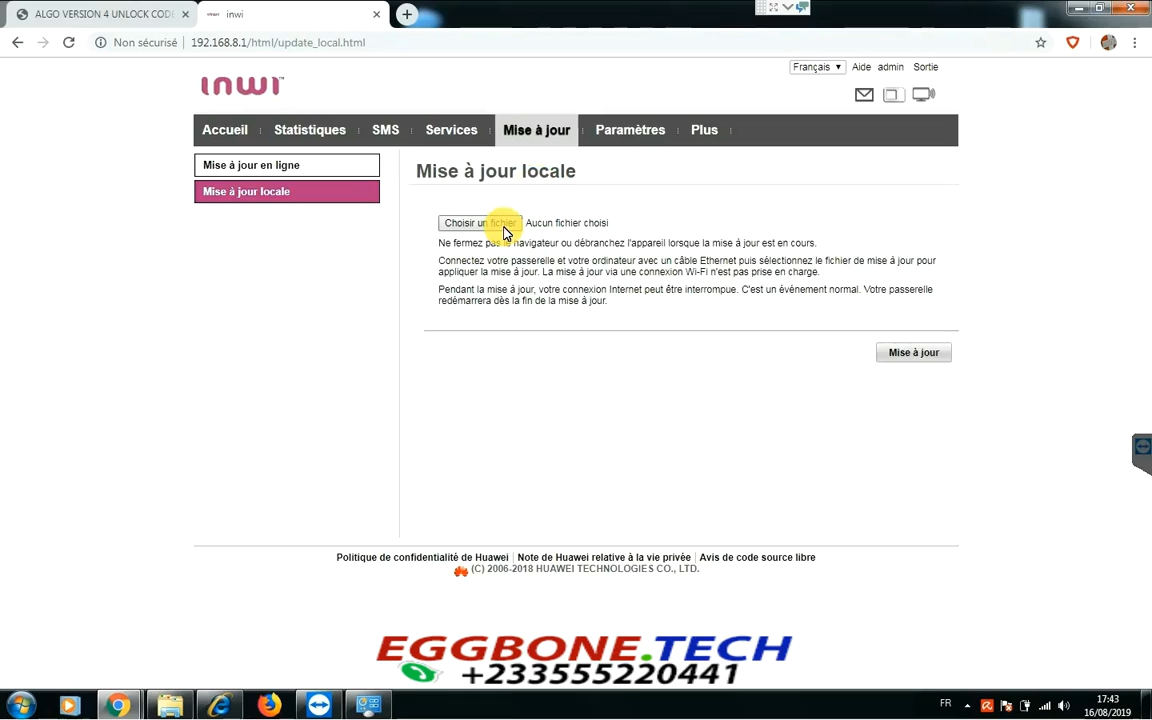 ALGO VERSION 4 UNLOCK CODE
inwi
Non sécurisé
192.168.8.1/html/update_local.html
Français
Aide
admin
Sortie
inwi
Accueil
Statistiques
SMS
Services
Mise à jour
Paramètres
Plus
Mise à jour en ligne
Mise à jour locale
Mise à jour locale
Choisir un fichier
Aucun fichier choisi
Ne fermez pas le navigateur ou débranchez l'appareil lorsque la mise à jour est en cours.
Connectez votre passerelle et votre ordinateur avec un câble Ethernet puis sélectionnez le fichier de mise à jour pour
appliquer la mise à jour. La mise à jour via une connexion Wi-Fi n'est pas prise en charge.
Pendant la mise à jour, votre connexion Internet peut être interrompue. C'est un événement normal. Votre passerelle
redémarrera dès la fin de la mise à jour.
Mise à jour
Politique de confidentialité de Huawei | Note de Huawei relative à la vie privée | Avis de code source libre
(C) 2006-2018 HUAWEI TECHNOLOGIES CO., LTD.
EGGBONE.TECH
+233555220441
FR
17:43
16/08/2019